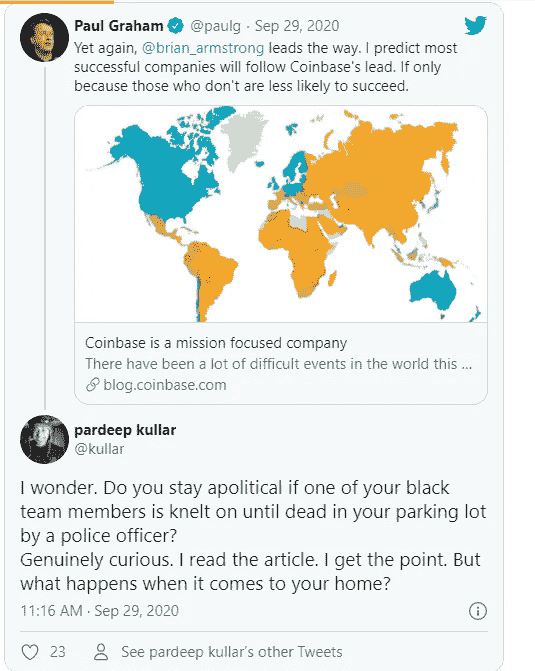 Paul Graham @paulg · Sep 29, 2020
Yet again, @brian_armstrong leads the way. I predict most
successful companies will follow Coinbase's lead. If only
because those who don't are less likely to succeed.
Coinbase is a mission focused company
There have been a lot of difficult events in the world this ...
blog.coinbase.com
pardeep kullar
@kullar
I wonder. Do you stay apolitical if one of your black
team members is knelt on until dead in your parking lot
by a police officer?
Genuinely curious. I read the article. I get the point. But
what happens when it comes to your home?
11:16 AM · Sep 29, 2020
23 See pardeep kullar's other Tweets